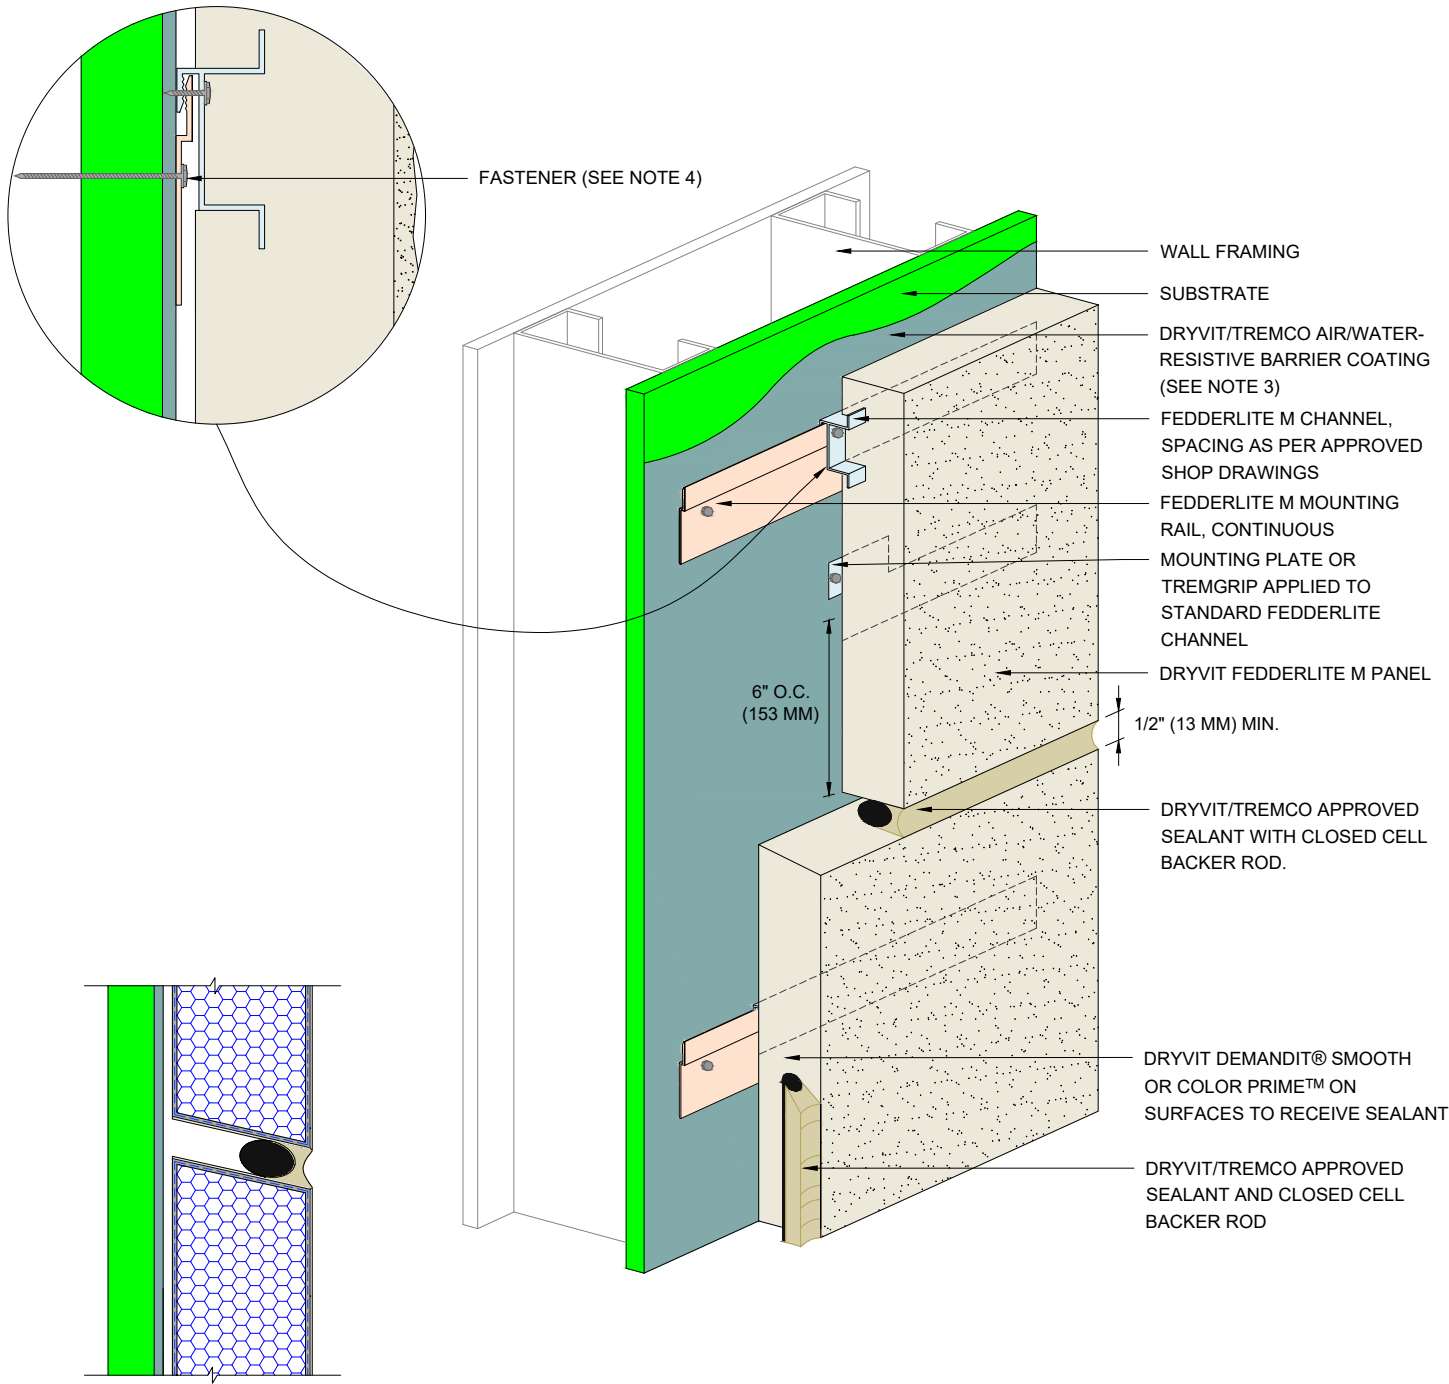 FASTENER (SEE NOTE 4)
WALL FRAMING
SUBSTRATE
DRYVIT/TREMCO AIR/WATER-
RESISTIVE BARRIER COATING
(SEE NOTE 3)
FEDDERLITE M CHANNEL,
SPACING AS PER APPROVED
SHOP DRAWINGS
FEDDERLITE M MOUNTING
RAIL, CONTINUOUS
MOUNTING PLATE OR
TREMGRIP APPLIED TO
STANDARD FEDDERLITE
CHANNEL
DRYVIT FEDDERLITE M PANEL
6" O.C.
(153 MM)
1/2" (13 MM) MIN.
DRYVIT/TREMCO APPROVED
SEALANT WITH CLOSED CELL
BACKER ROD.
DRYVIT DEMANDIT® SMOOTH
OR COLOR PRIME™ ON
SURFACES TO RECEIVE SEALANT
DRYVIT/TREMCO APPROVED
SEALANT AND CLOSED CELL
BACKER ROD